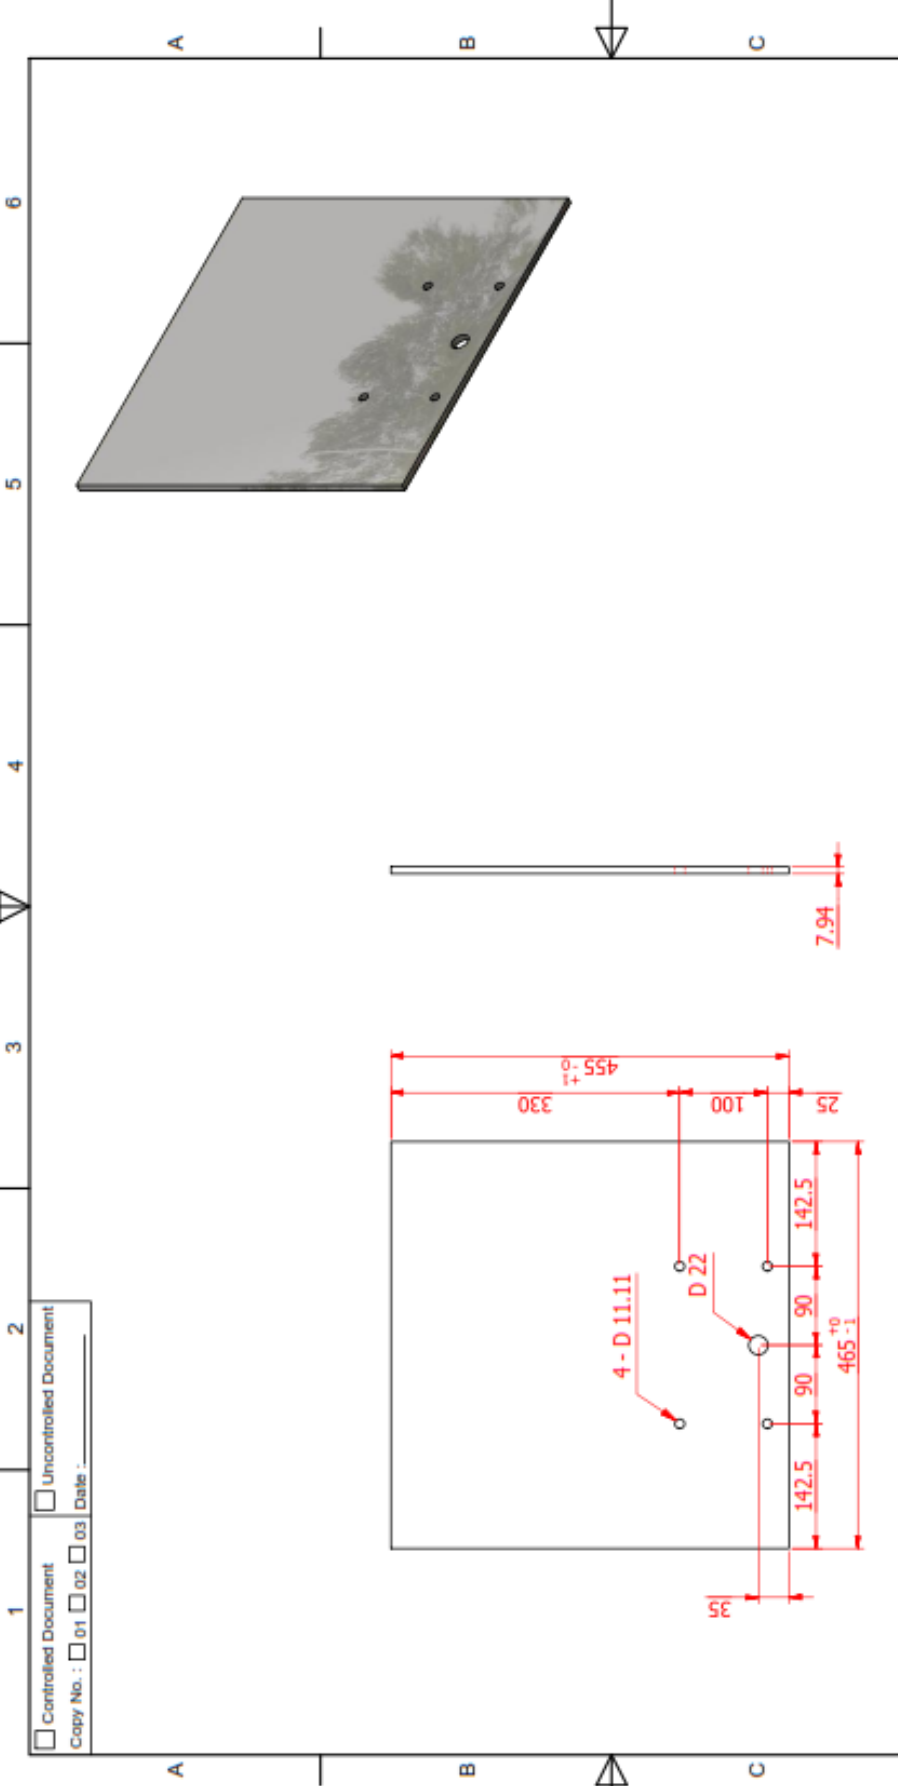 1
2
3
4
5
6
A
B
C
Controlled Document
Uncontrolled Document
Copy No. : 01 02 03
Date :
455 +1 -0
330
100
25
4 - D 11.11
D 22
35
142.5
90
90
142.5
465 +0 -1
7.94
A
B
C